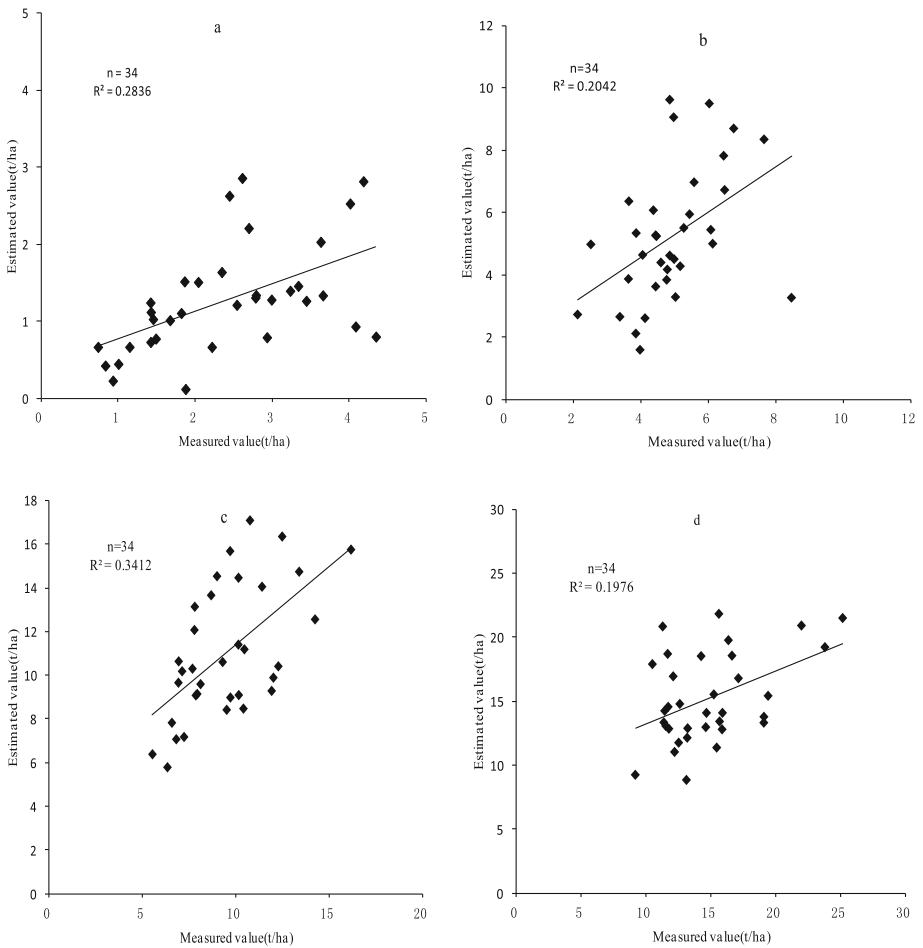 a
n = 34
R² = 0.2836
5
4
3
2
1
0
0 1 2 3 4 5
Estimated value(t/ha)
Measured value(t/ha)
b
n=34
R² = 0.2042
12
10
8
6
4
2
0
0 2 4 6 8 10 12
Estimated value(t/ha)
Measured value(t/ha)
c
n=34
R² = 0.3412
18
16
14
12
10
8
6
4
2
0
0 5 10 15 20
Estimated value(t/ha)
Measured value(t/ha)
d
n=34
R² = 0.1976
30
25
20
15
10
5
0
0 5 10 15 20 25 30
Estimated value(t/ha)
Measured value(t/ha)